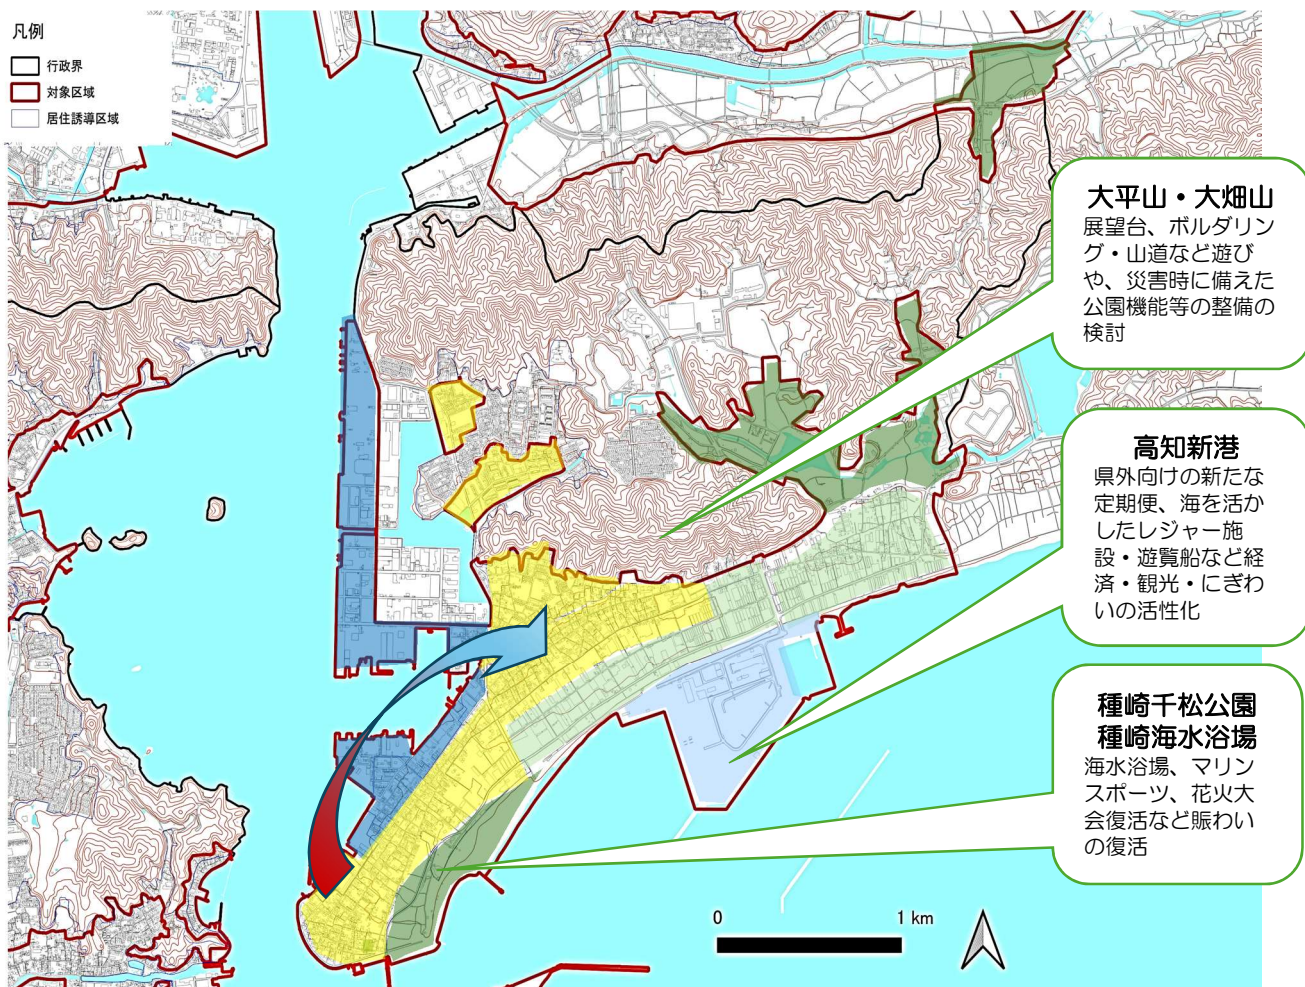 凡例
行政界
対象区域
居住誘導区域
大平山・大畑山
展望台、ボルダリン
グ・山道など遊び
や、災害時に備えた
公園機能等の整備の
検討
高知新港
県外向けの新たな
定期便、海を活か
したレジャー施
設・遊覧船など経
済・観光・にぎわ
いの活性化
種崎千松公園
種崎海水浴場
海水浴場、マリン
スポーツ、花火大
会復活など賑わい
の復活
0 1 km